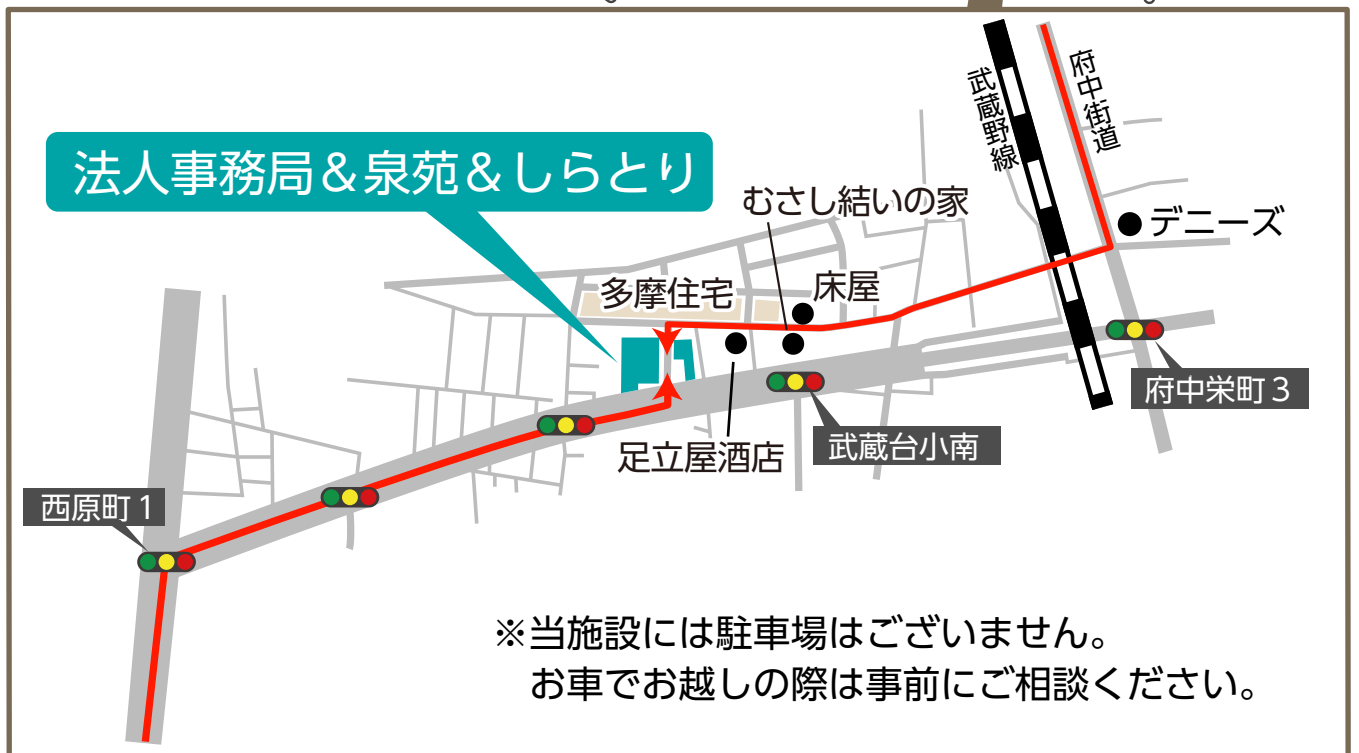 武蔵野線
府中街道
法人事務局＆泉苑＆しらとり
むさし結いの家
デニーズ
多摩住宅
床屋
府中栄町３
足立屋酒店
武蔵台小南
西原町１
※当施設には駐車場はございません。
お車でお越しの際は事前にご相談ください。